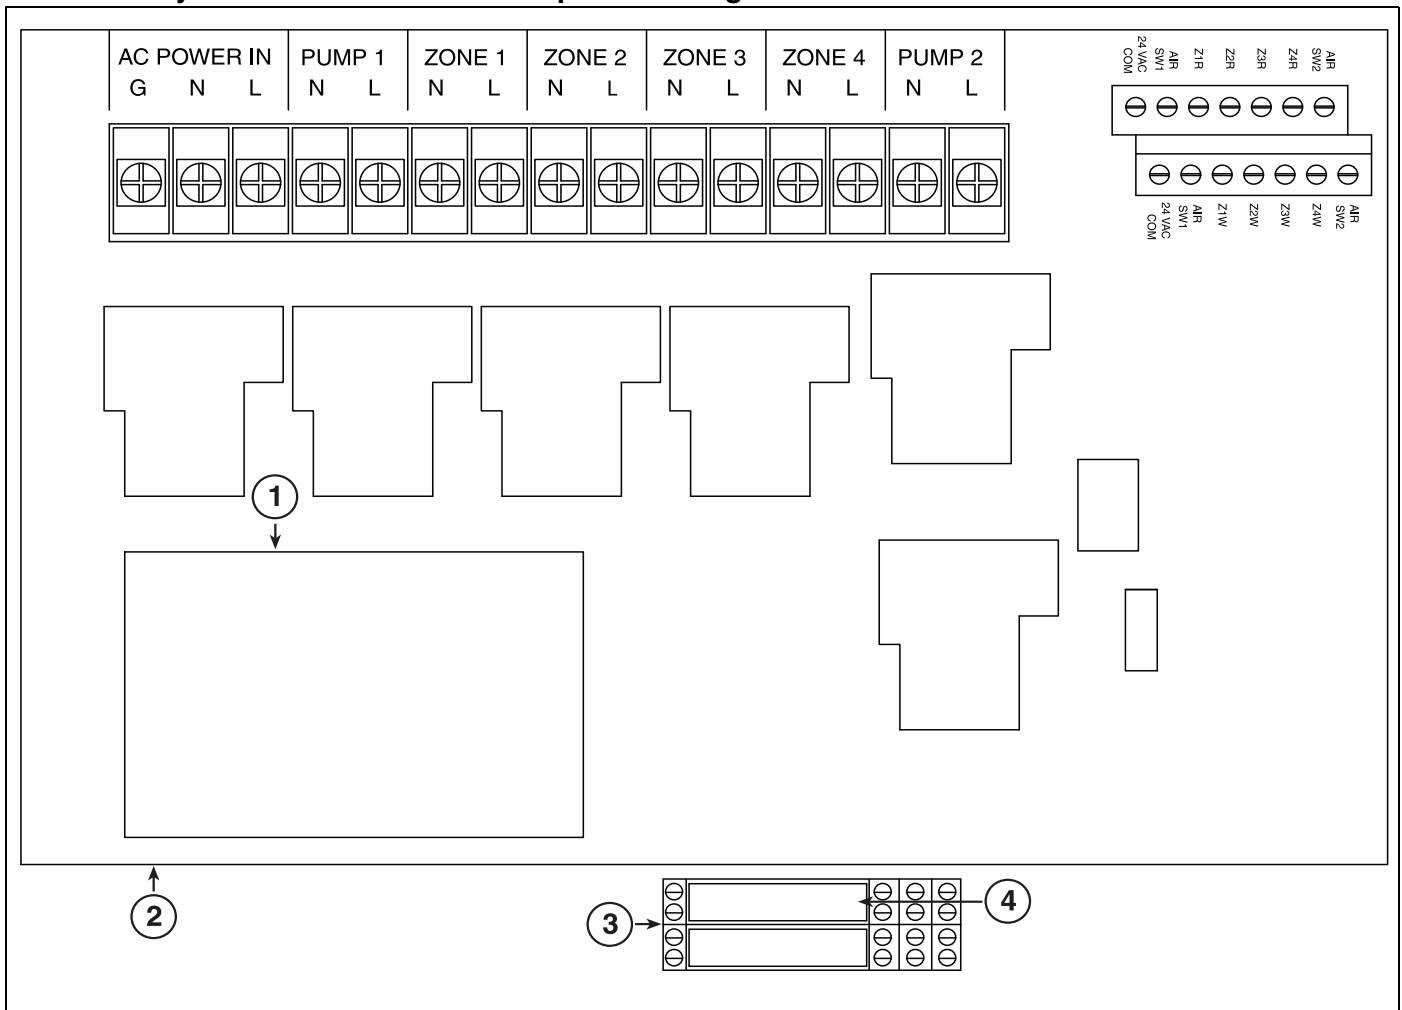 AC POWER IN PUMP 1 ZONE 1 ZONE 2 ZONE 3 ZONE 4 PUMP 2
G N L N L N L N L N L N L N L
24 VAC COM
AIR SW1
Z1R
Z2R
Z3R
Z4R
AIR SW2
24 VAC COM
AIR SW1
Z1W
Z2W
Z3W
Z4W
AIR SW2
1
2
3
4